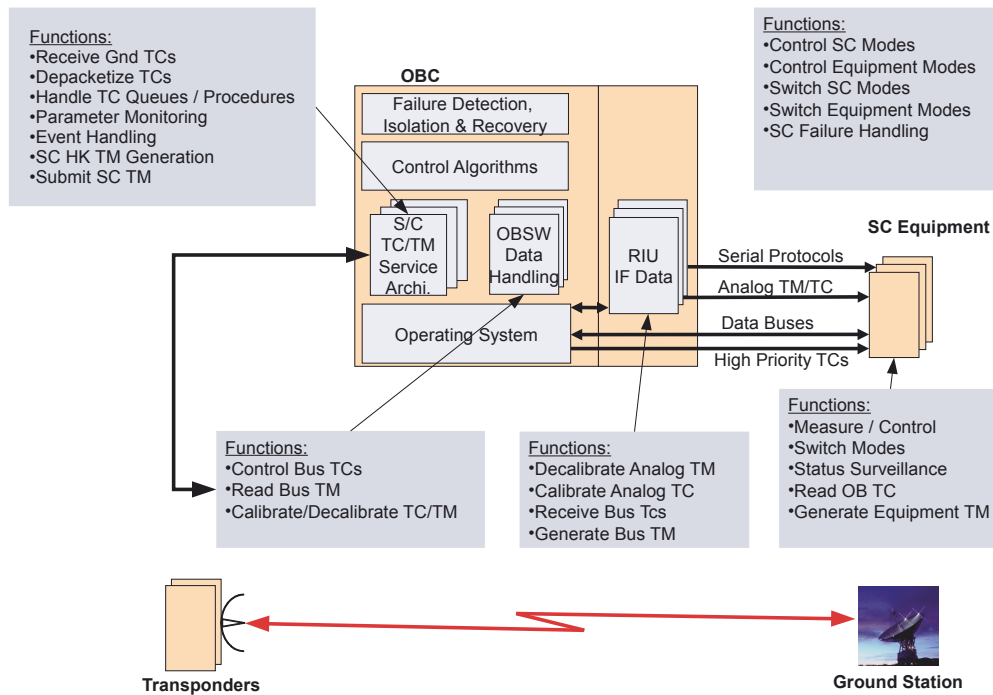 Functions:
•Receive Gnd TCs
•Depacketize TCs
•Handle TC Queues / Procedures
•Parameter Monitoring
•Event Handling
•SC HK TM Generation
•Submit SC TM
Functions:
•Control SC Modes
•Control Equipment Modes
•Switch SC Modes
•Switch Equipment Modes
•SC Failure Handling
OBC
Failure Detection,
Isolation & Recovery
Control Algorithms
S/C
TC/TM
Service
Archi.
OBSW
Data
Handling
RIU
IF Data
Operating System
SC Equipment
Serial Protocols
Analog TM/TC
Data Buses
High Priority TCs
Functions:
•Control Bus TCs
•Read Bus TM
•Calibrate/Decalibrate TC/TM
Functions:
•Decalibrate Analog TM
•Calibrate Analog TC
•Receive Bus Tcs
•Generate Bus TM
Functions:
•Measure / Control
•Switch Modes
•Status Surveillance
•Read OB TC
•Generate Equipment TM
Transponders
Ground Station